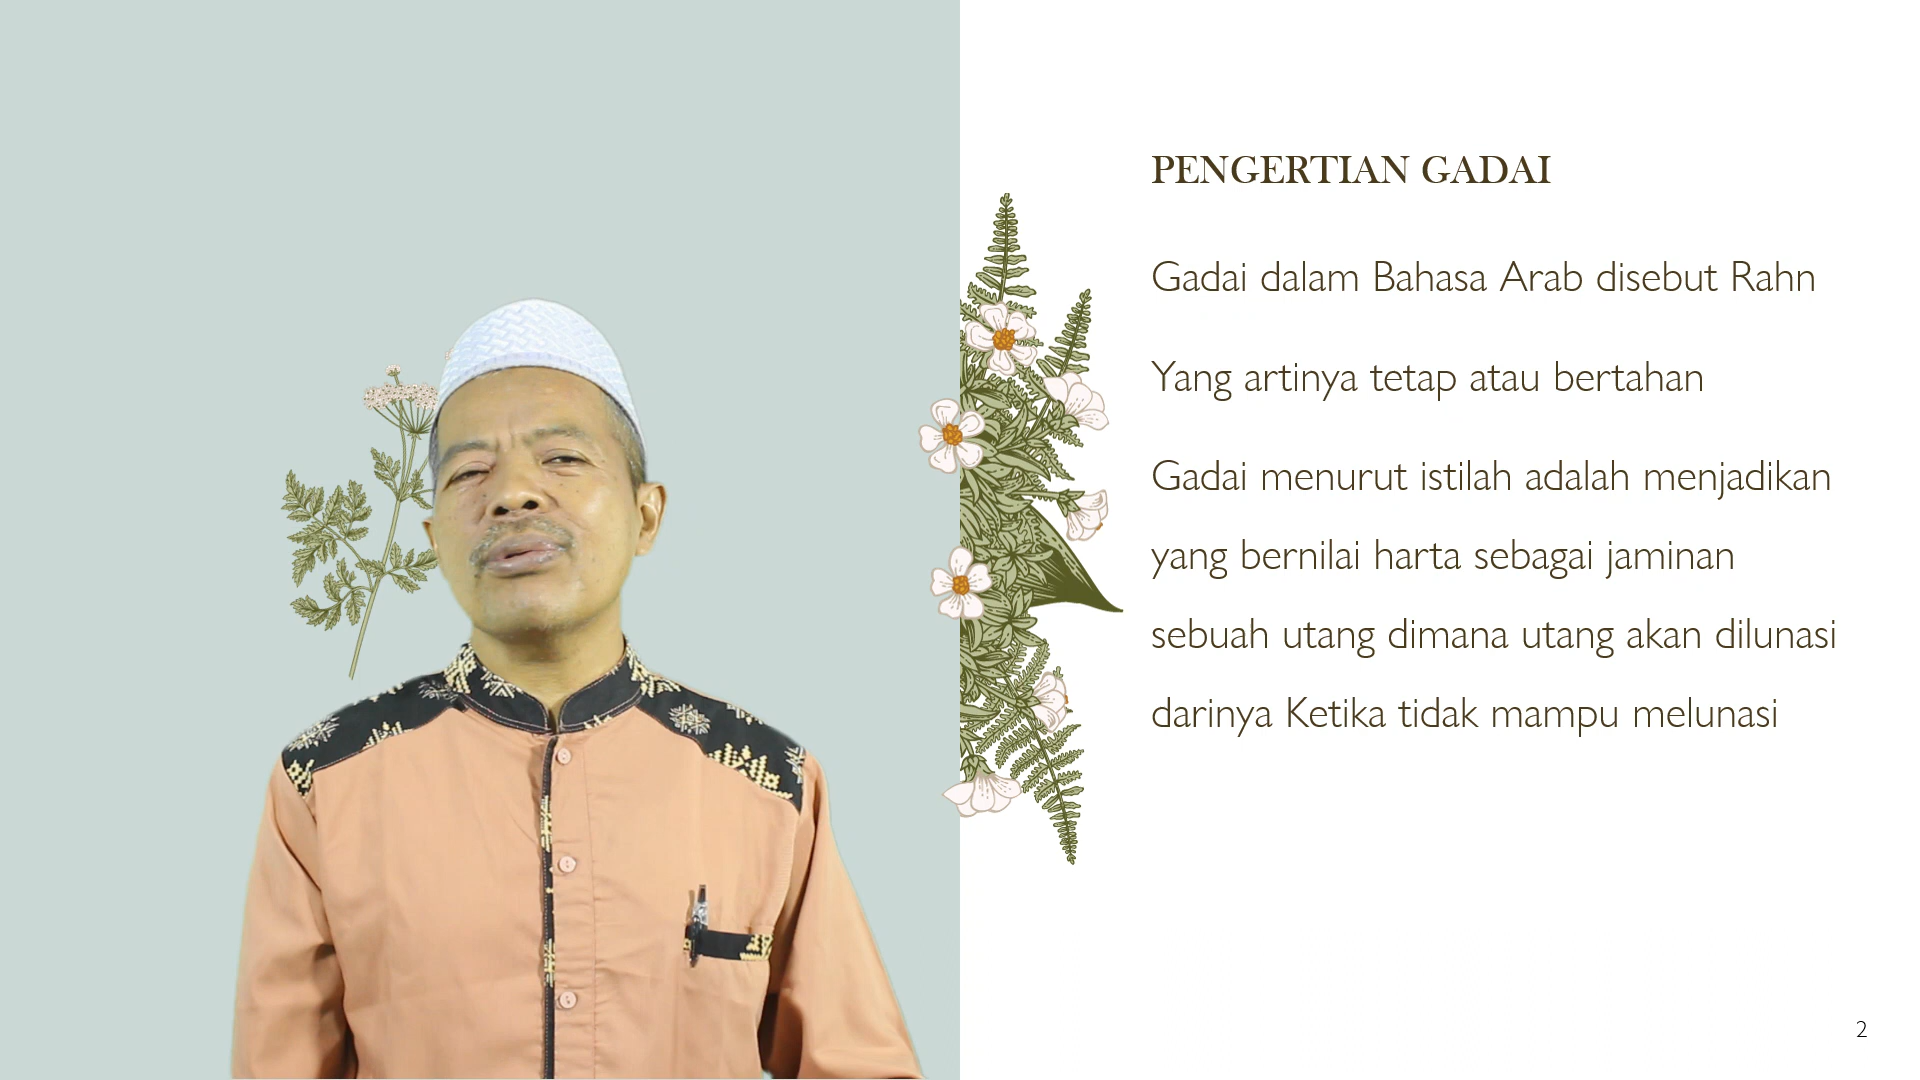 PENGERTIAN GADAI
Gadai dalam Bahasa Arab disebut Rahn
Yang artinya tetap atau bertahan
Gadai menurut istilah adalah menjadikan
yang bernilai harta sebagai jaminan
sebuah utang dimana utang akan dilunasi
darinya Ketika tidak mampu melunasi
2